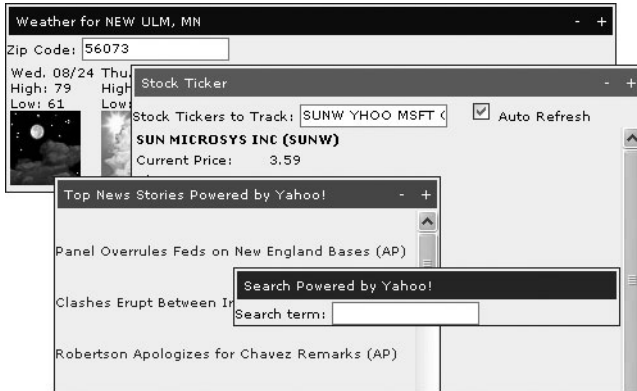 Weather for NEW ULM, MN - +
Zip Code: 56073
Wed. 08/24 Thu.
High: 79 High
Low: 61 Low:
Stock Ticker - +
Stock Tickers to Track: SUNW YHOO MSFT Auto Refresh
SUN MICROSYS INC (SUNW)
Current Price: 3.59
Top News Stories Powered by Yahoo! - +
Panel Overrules Feds on New England Bases (AP)
Clashes Erupt Between
Robertson Apologizes for Chavez Remarks (AP)
Search Powered by Yahoo!
Search term: